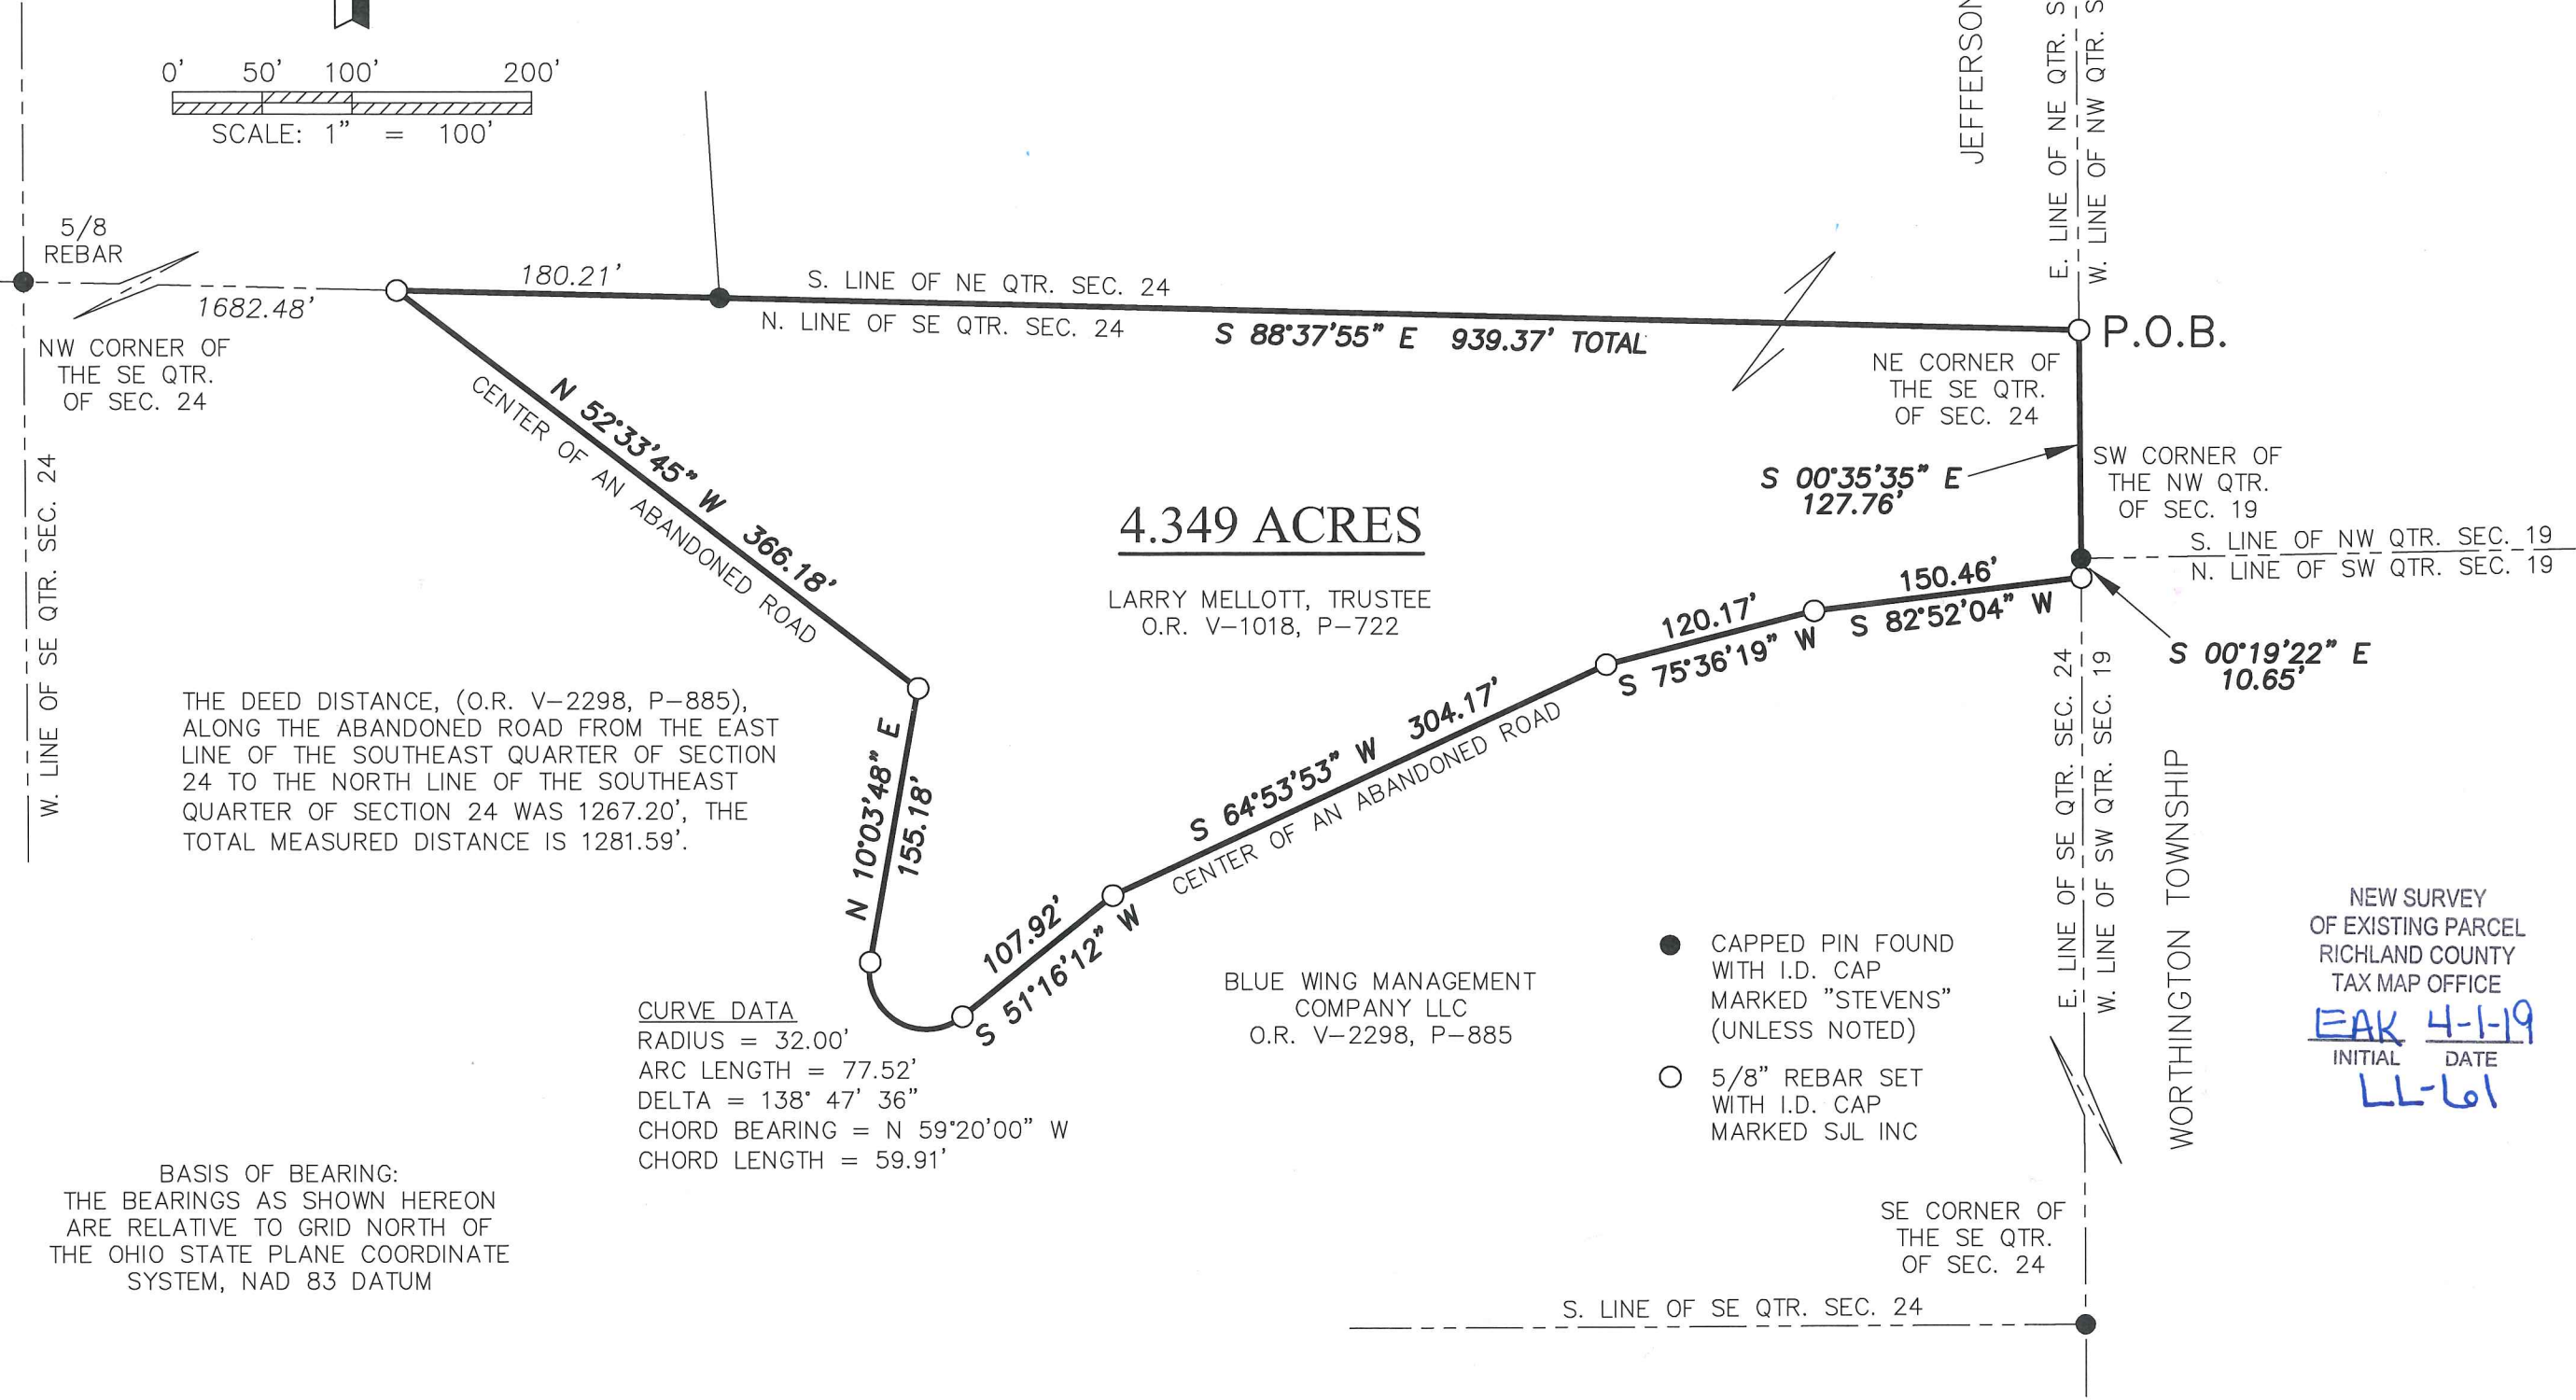 0' 50' 100' 200'
SCALE: 1" = 100'
JEFFERSON
E. LINE OF NE QTR. S
W. LINE OF NW QTR. S
5/8
REBAR
1682.48'
NW CORNER OF
THE SE QTR.
OF SEC. 24
W. LINE OF SE QTR. SEC. 24
180.21'
S. LINE OF NE QTR. SEC. 24
N. LINE OF SE QTR. SEC. 24
S 88°37'55" E 939.37' TOTAL
P.O.B.
NE CORNER OF
THE SE QTR.
OF SEC. 24
S 00°35'35" E
127.76'
SW CORNER OF
THE NW QTR.
OF SEC. 19
S. LINE OF NW QTR. SEC. 19
N. LINE OF SW QTR. SEC. 19
N 52°33'45" W 366.18'
CENTER OF AN ABANDONED ROAD
4.349 ACRES
LARRY MELLOTT, TRUSTEE
O.R. V-1018, P-722
150.46'
S 82°52'04" W
120.17'
S 75°36'19" W
S 00°19'22" E
10.65'
THE DEED DISTANCE, (O.R. V-2298, P-885),
ALONG THE ABANDONED ROAD FROM THE EAST
LINE OF THE SOUTHEAST QUARTER OF SECTION
24 TO THE NORTH LINE OF THE SOUTHEAST
QUARTER OF SECTION 24 WAS 1267.20', THE
TOTAL MEASURED DISTANCE IS 1281.59'.
N 10°03'48" E
155.18'
S 64°53'53" W 304.17'
CENTER OF AN ABANDONED ROAD
107.92'
S 51°16'12" W
E. LINE OF SE QTR. SEC. 24
W. LINE OF SW QTR. SEC. 19
WORTHINGTON TOWNSHIP
CURVE DATA
RADIUS = 32.00'
ARC LENGTH = 77.52'
DELTA = 138° 47' 36"
CHORD BEARING = N 59°20'00" W
CHORD LENGTH = 59.91'
BLUE WING MANAGEMENT
COMPANY LLC
O.R. V-2298, P-885
CAPPED PIN FOUND
WITH I.D. CAP
MARKED "STEVENS"
(UNLESS NOTED)
5/8" REBAR SET
WITH I.D. CAP
MARKED SJL INC
NEW SURVEY
OF EXISTING PARCEL
RICHLAND COUNTY
TAX MAP OFFICE
EAK 4-1-19
INITIAL DATE
LL-61
BASIS OF BEARING:
THE BEARINGS AS SHOWN HEREON
ARE RELATIVE TO GRID NORTH OF
THE OHIO STATE PLANE COORDINATE
SYSTEM, NAD 83 DATUM
SE CORNER OF
THE SE QTR.
OF SEC. 24
S. LINE OF SE QTR. SEC. 24